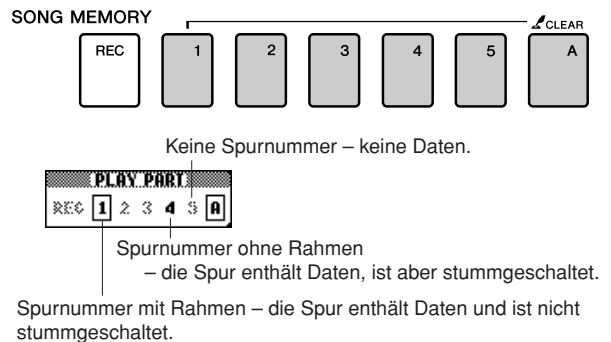 SONG MEMORY
CLEAR
REC 1 2 3 4 5 A
Keine Spurnummer – keine Daten.
PLAY PART
REC 1 2 3 4 5 A
Spurnummer ohne Rahmen
– die Spur enthält Daten, ist aber stummgeschaltet.
Spurnummer mit Rahmen – die Spur enthält Daten und ist nicht
stummgeschaltet.